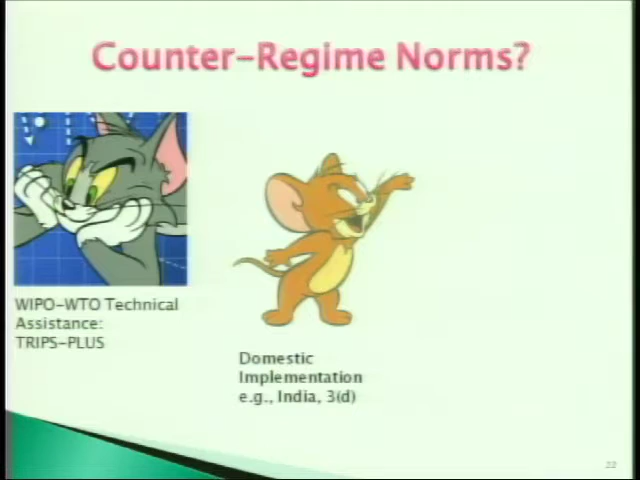 Counter-Regime Norms?
WIPO-WTO Technical
Assistance:
TRIPS-PLUS
Domestic
Implementation
e.g., India, 3(d)
22